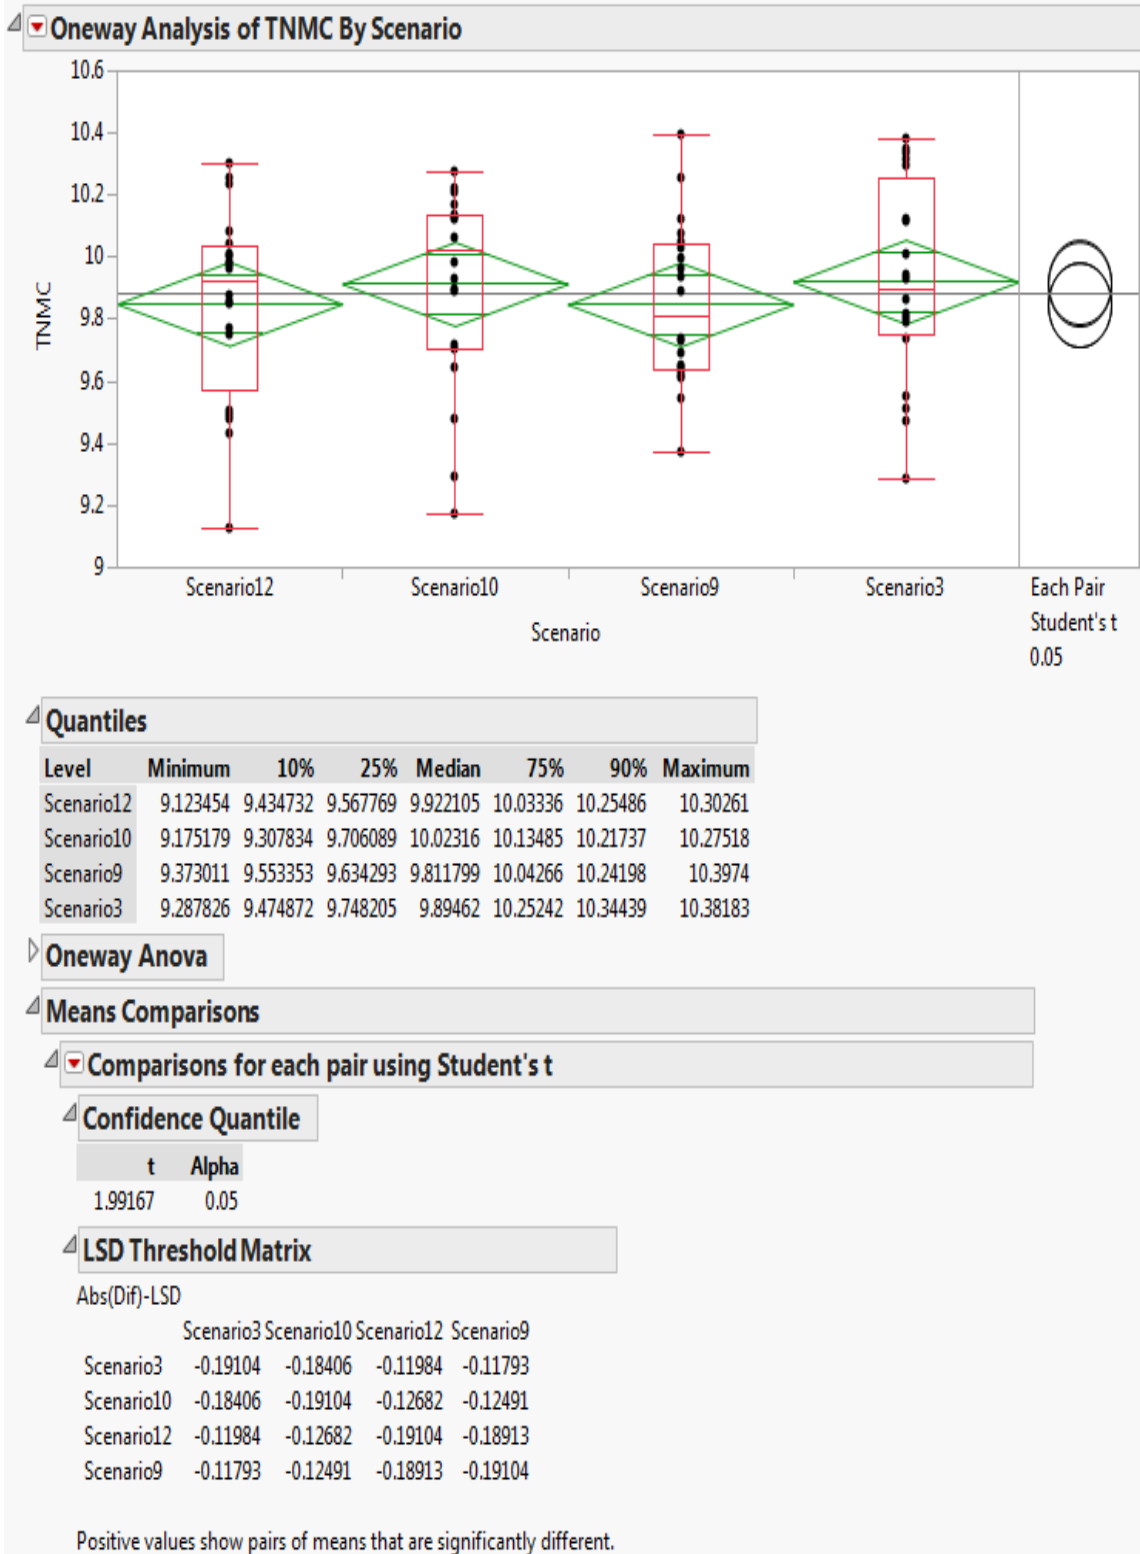 Oneway Analysis of TNMC By Scenario
10.6
10.4
10.2
10
9.8
9.6
9.4
9.2
9
TNMC
Scenario12 Scenario10 Scenario9 Scenario3
Scenario
Each Pair
Student's t
0.05
Quantiles
Level Minimum 10% 25% Median 75% 90% Maximum
Scenario12 9.123454 9.434732 9.567769 9.922105 10.03336 10.25486 10.30261
Scenario10 9.175179 9.307834 9.706089 10.02316 10.13485 10.21737 10.27518
Scenario9 9.373011 9.553353 9.634293 9.811799 10.04266 10.24198 10.3974
Scenario3 9.287826 9.474872 9.748205 9.89462 10.25242 10.34439 10.38183
Oneway Anova
Means Comparisons
Comparisons for each pair using Student's t
Confidence Quantile
t Alpha
1.99167 0.05
LSD Threshold Matrix
Abs(Dif)-LSD
Scenario3 Scenario10 Scenario12 Scenario9
Scenario3 -0.19104 -0.18406 -0.11984 -0.11793
Scenario10 -0.18406 -0.19104 -0.12682 -0.12491
Scenario12 -0.11984 -0.12682 -0.19104 -0.18913
Scenario9 -0.11793 -0.12491 -0.18913 -0.19104
Positive values show pairs of means that are significantly different.